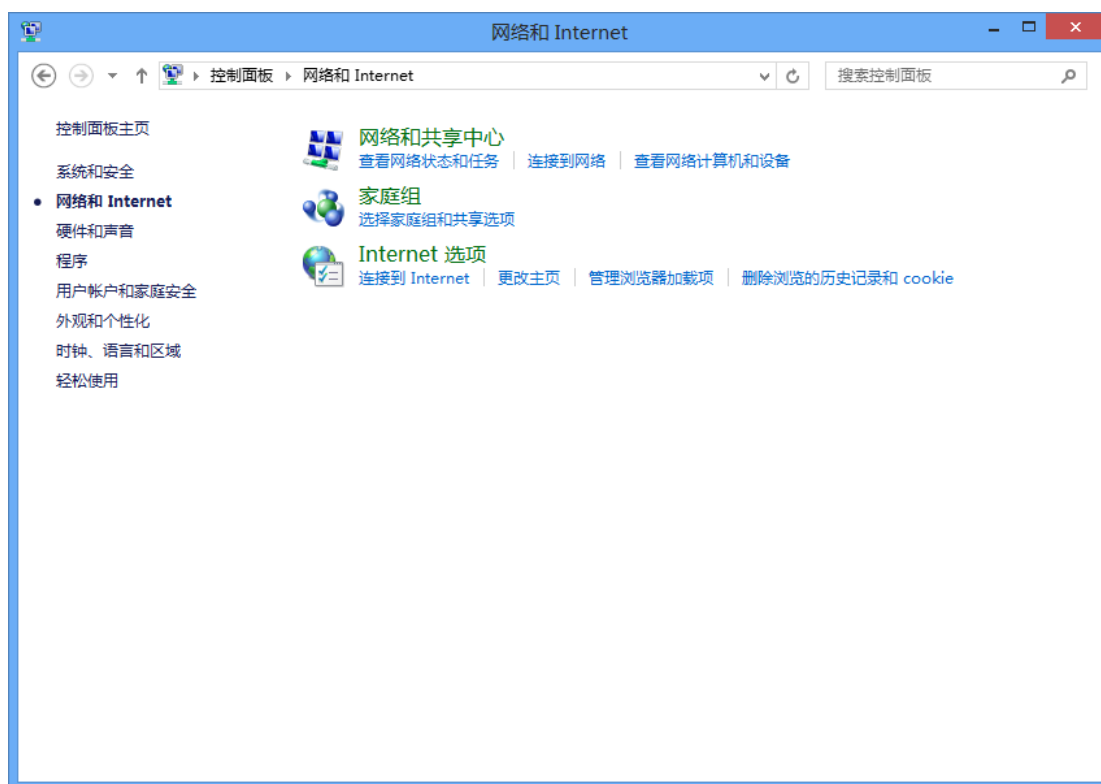 网络和 Internet
控制面板 网络和 Internet
搜索控制面板
控制面板主页
系统和安全
网络和 Internet
硬件和声音
程序
用户帐户和家庭安全
外观和个性化
时钟、语言和区域
轻松使用
网络和共享中心
查看网络状态和任务 连接到网络 查看网络计算机和设备
家庭组
选择家庭组和共享选项
Internet 选项
连接到 Internet 更改主页 管理浏览器加载项 删除浏览的历史记录和 cookie